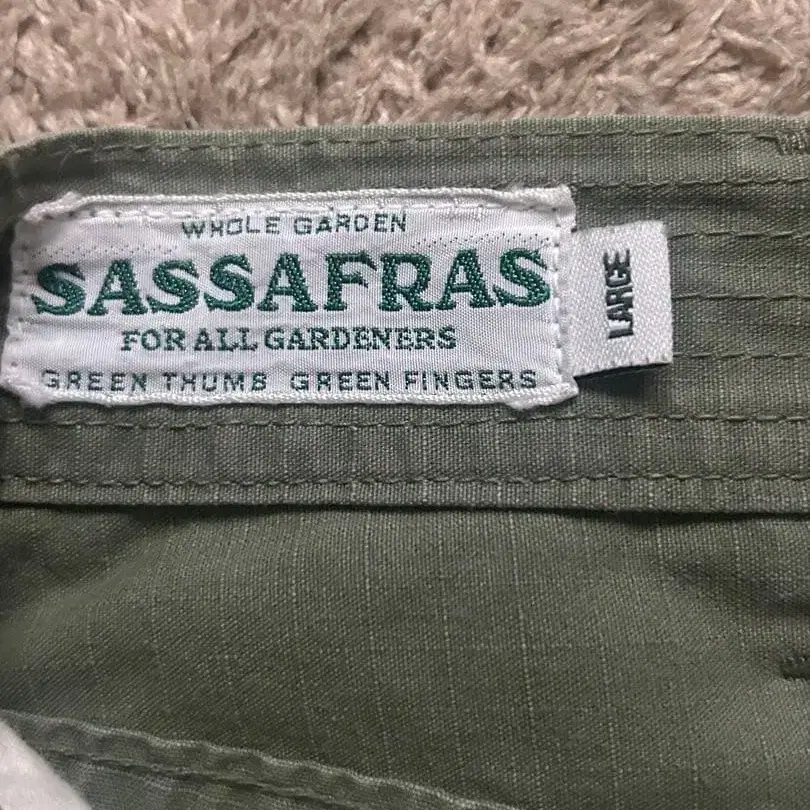 WHOLE GARDEN
SASSAFRAS
FOR ALL GARDENERS
GREEN THUMB GREEN FINGERS
LARGE